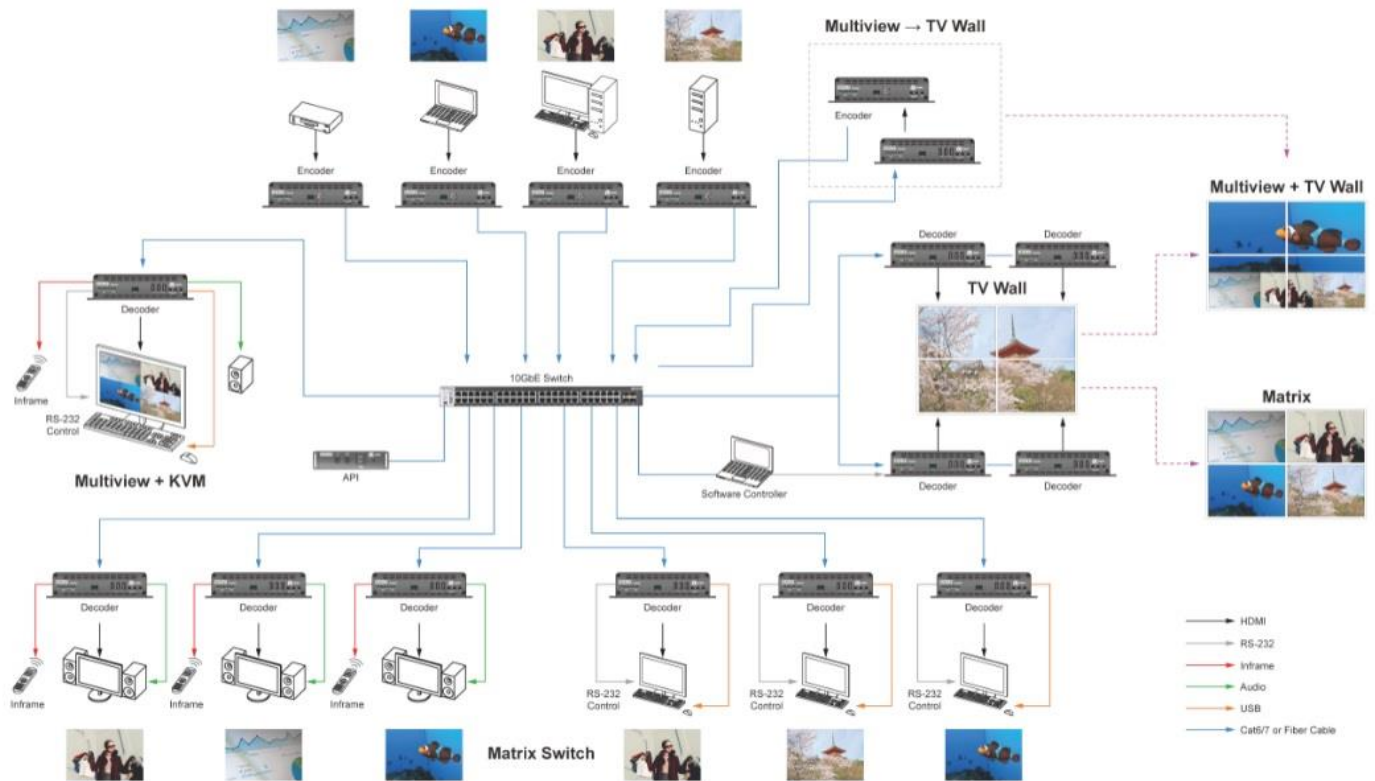 Multiview → TV Wall
Encoder
Encoder
Encoder
Encoder
Encoder
Multiview + TV Wall
Decoder
Decoder
Decoder
TV Wall
10GbE Switch
Inframe
RS-232
Control
Matrix
Multiview + KVM
API
Software Controller
Decoder
Decoder
Decoder
Decoder
Decoder
Decoder
Decoder
Decoder
HDMI
RS-232
Inframe
Audio
USB
Cat6/7 or Fiber Cable
RS-232
Control
RS-232
Control
RS-232
Control
Inframe
Inframe
Inframe
Matrix Switch